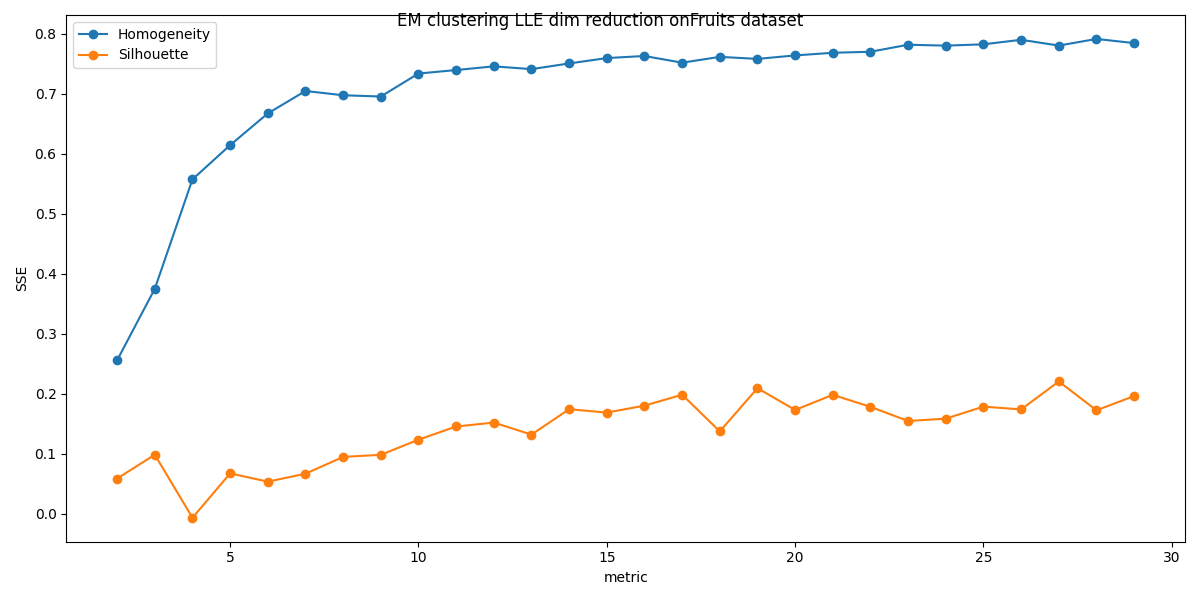 EM clustering LLE dim reduction onFruits dataset
Homogeneity
Silhouette
0.8
0.7
0.6
0.5
0.4
0.3
0.2
0.1
0.0
SSE
5 10 15 20 25 30
metric